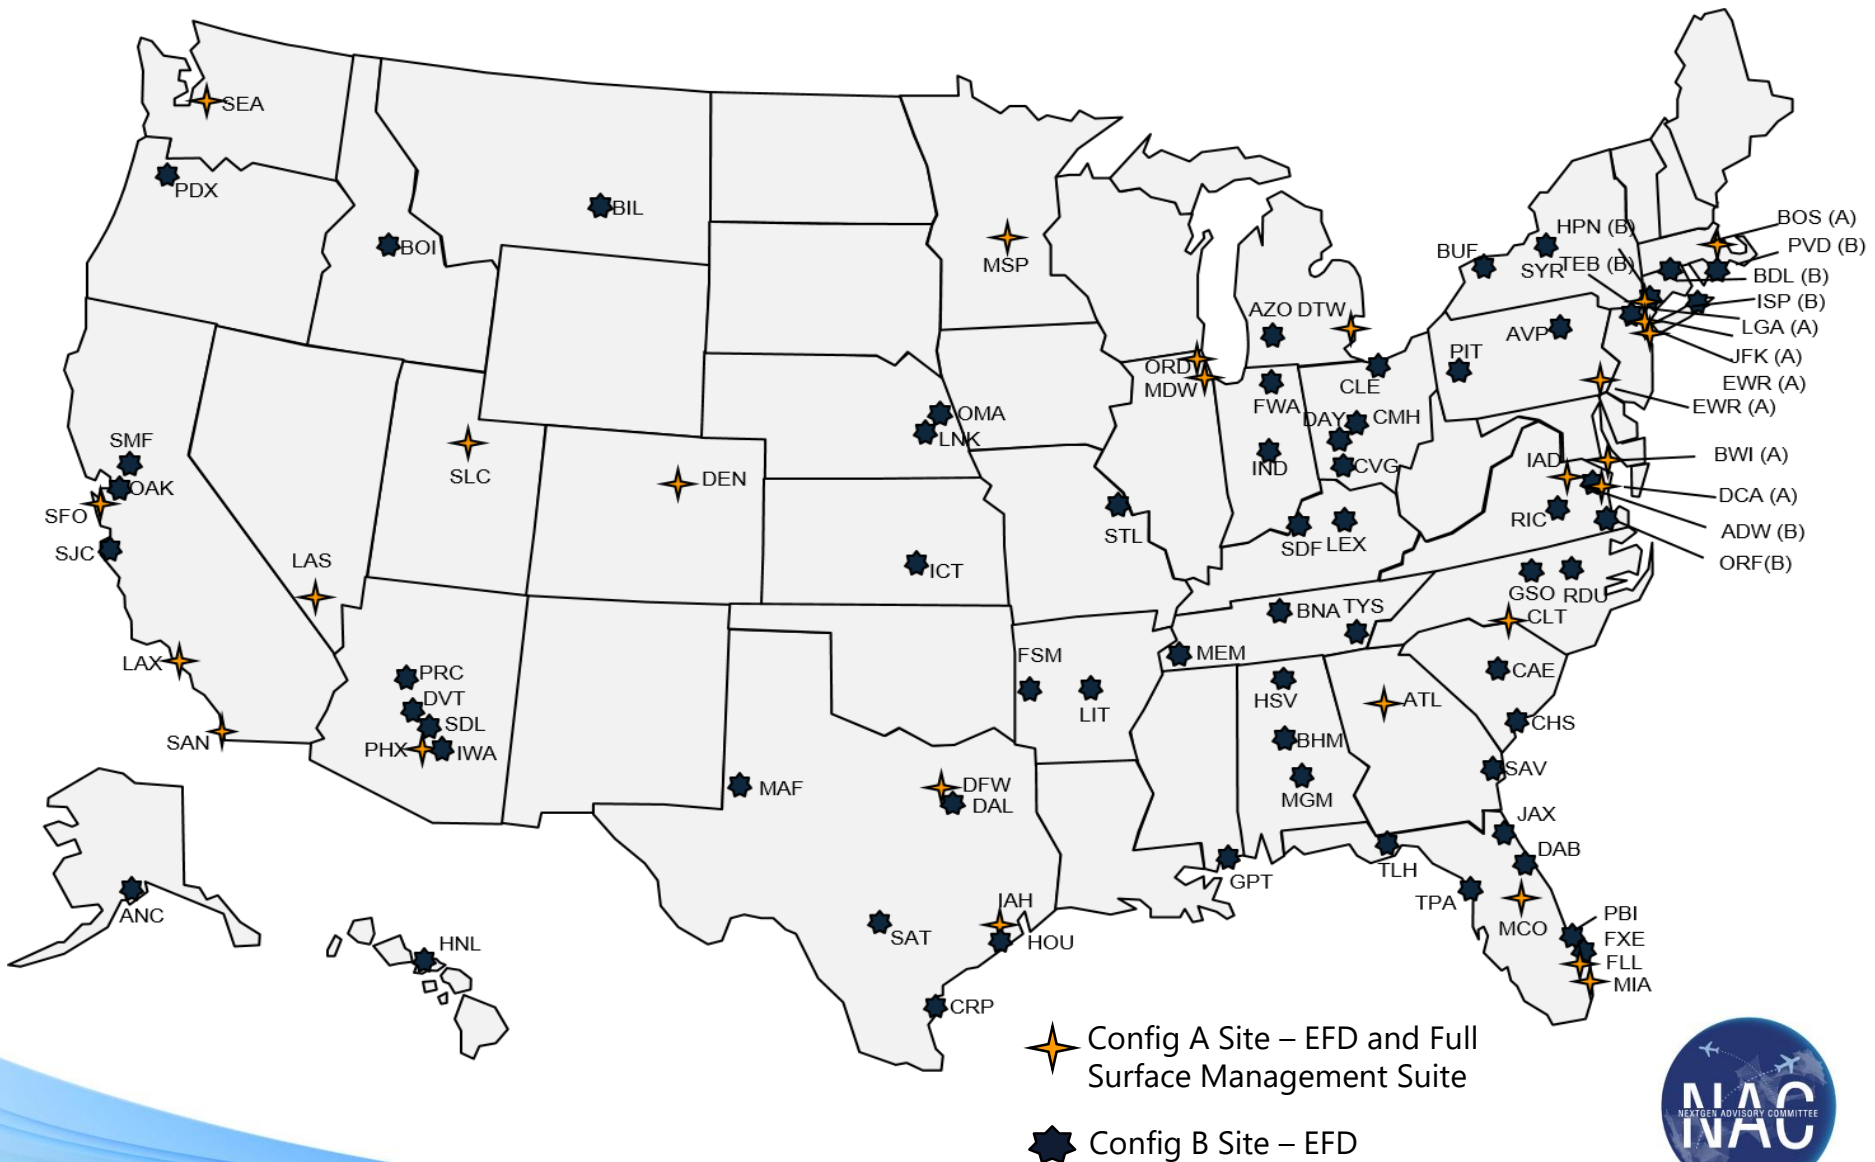 SEA
PDX
BOI
BIL
MSP
HPN (B)
BOS (A)
BUF
SYR
TEB (B)
PVD (B)
BDL (B)
ISP (B)
LGA (A)
JFK (A)
EWR (A)
EWR (A)
AZO
DTW
AVP
PIT
ORD
MDW
CLE
FWA
DAY
CMH
OMA
LNK
IND
CVG
SMF
OAK
SFO
SJC
SLC
DEN
IAD
BWI (A)
DCA (A)
ADW (B)
ORF(B)
RIC
STL
SDF
LEX
ICT
LAS
GSO
RDU
CLT
BNA
TYS
LAX
MEM
FSM
LIT
HSV
ATL
CAE
PRC
DVT
SDL
PHX
IWA
SAN
CHS
BHM
MGM
SAV
MAF
DFW
DAL
JAX
DAB
TLH
GPT
TPA
MCO
ANC
HNL
IAH
HOU
SAT
CRP
PBI
FXE
FLL
MIA
Config A Site – EFD and Full
Surface Management Suite
Config B Site – EFD
NAC
NEXTGEN ADVISORY COMMITTEE